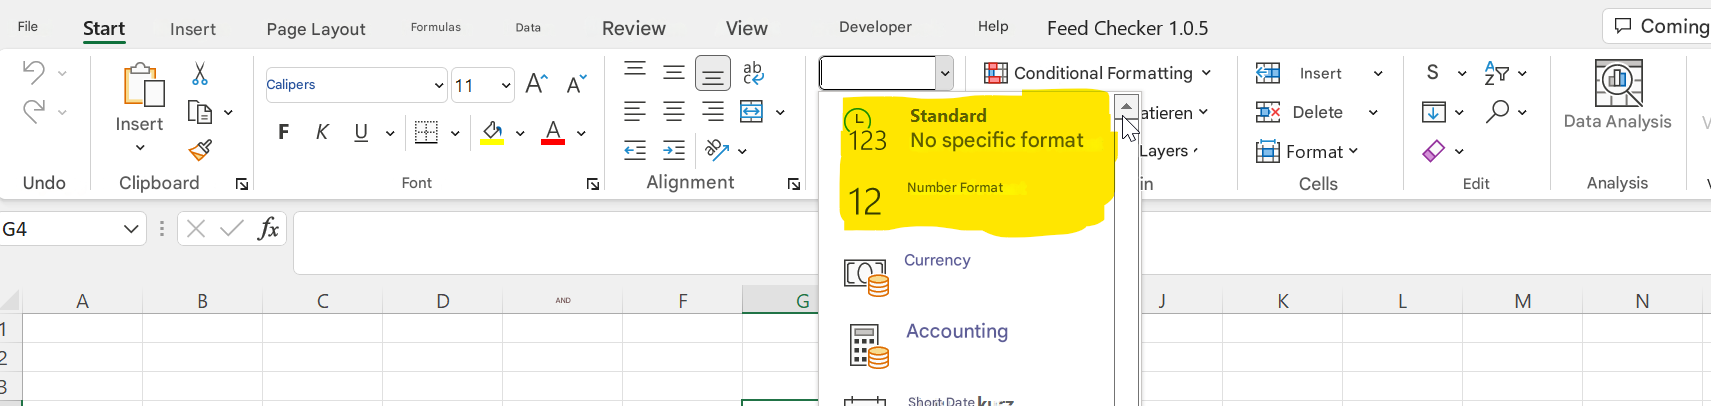 File Start Insert Page Layout Formulas Data Review View Developer Help Feed Checker 1.0.5 Coming
Calipers 11 ab c Conditional Formatting Insert S A Z
Standard
123 No specific format
atieren Delete Data Analysis
Insert F K U A Layers Format
12 Number Format
Undo Clipboard Font Alignment in Cells Edit Analysis
G4 fx
Currency
Accounting
A B C D AND F G J K L M N
1
2
3
Short Date kurz